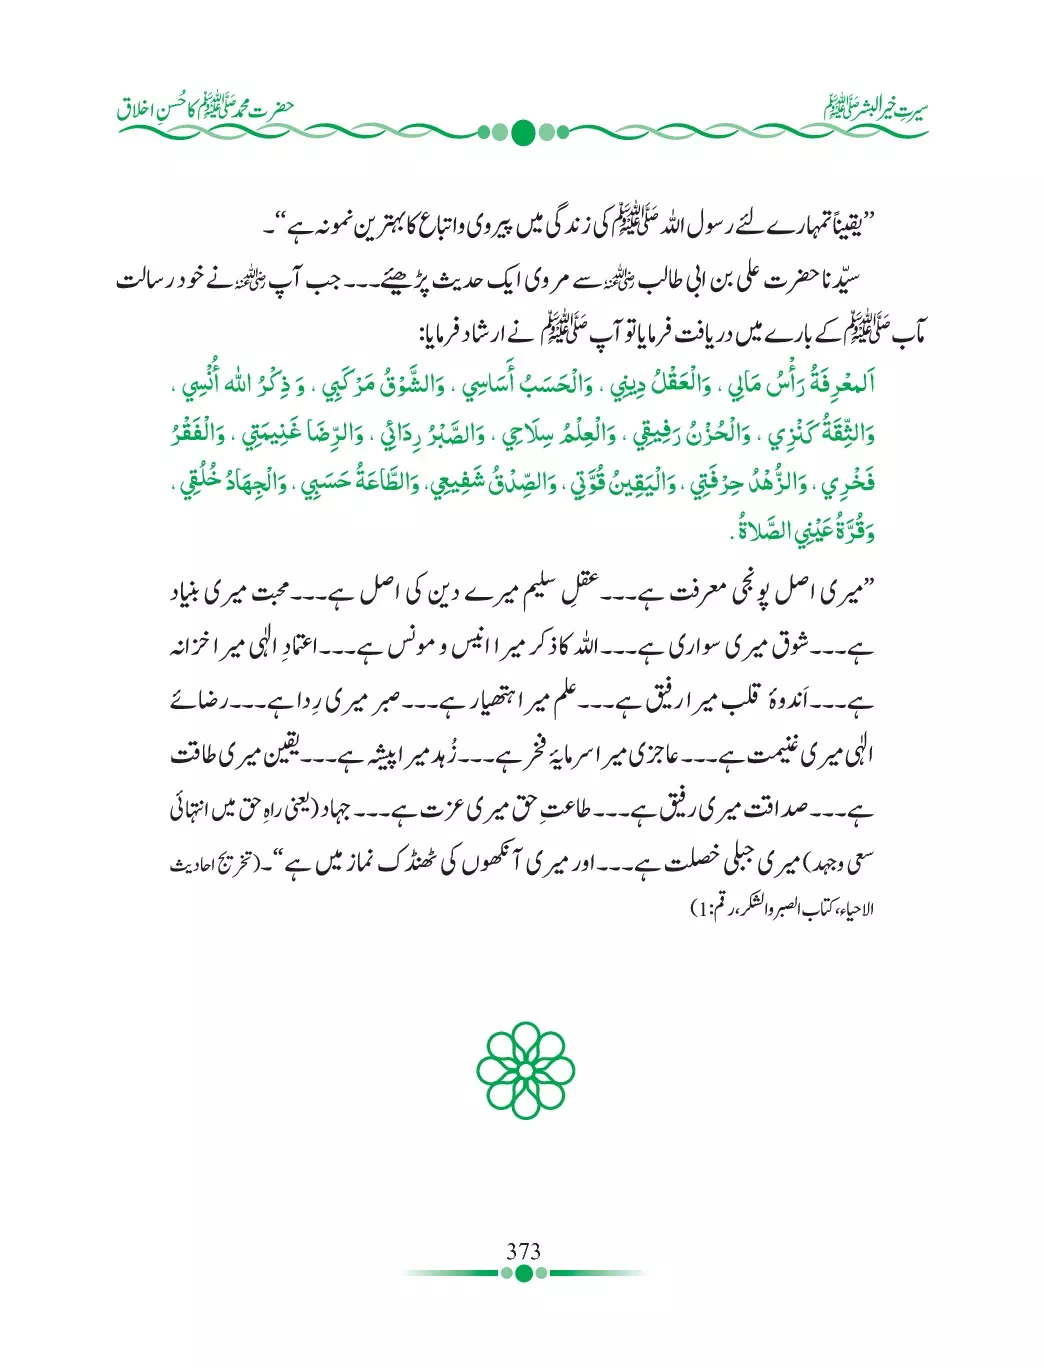 سیرتِ خیر البشر ﷺ
حضرت محمد ﷺ کا حُسنِ اخلاق
”یقیناً تمہارے لئے رسول اللہ ﷺ کی زندگی میں پیروی و اتباع کا بہترین نمونہ ہے“۔
سیّدنا حضرت علی بن ابی طالب رضی اللہ عنہ سے مروی ایک حدیث پڑھیئے۔۔۔ جب آپ رضی اللہ عنہ نے خود رسالت
مآب ﷺ کے بارے میں دریافت فرمایا تو آپ ﷺ نے ارشاد فرمایا:
اَلمعْرِفَةُ رَأْسُ مَالِي ، وَالْعَقْلُ دِينِي ، وَالْحَسَبُ أَسَاسِي ، وَالشَّوْقُ مَرْكَبِي ، وَ ذِكْرُ الله أُنْسِي ،
وَالثِّقَةُ كَنْزِي ، وَالْحُزْنُ رَفِيقِي ، وَالْعِلْمُ سِلَاحِي ، وَالصَّبْرُ رِدَائِي ، وَالرِّضَا غَنِيمَتِي ، وَالْفَقْرُ
فَخْرِي ، وَالزُّهْدُ حِرْفَتِي ، وَالْيَقِينُ قُوَّتِي ، وَالصِّدْقُ شَفِيعِي، وَالطَّاعَةُ حَسَبِي ، وَالْجِهَادُ خُلُقِي ،
وَقُرَّةُ عَيْنِي الصَّلاةُ .
”میری اصل پونجی معرفت ہے۔۔۔عقلِ سلیم میرے دین کی اصل ہے۔۔۔محبت میری بنیاد
ہے۔۔۔شوق میری سواری ہے۔۔۔اللہ کا ذکر میرا انیس و مونس ہے۔۔۔اعتمادِ الٰہی میرا خزانہ
ہے۔۔۔اَندوۂ قلب میرا رفیق ہے۔۔۔علم میرا ہتھیار ہے۔۔۔صبر میری رِدا ہے۔۔۔رضائے
الٰہی میری غنیمت ہے۔۔۔عاجزی میرا سرمایۂ فخر ہے۔۔۔زُہد میرا پیشہ ہے۔۔۔یقین میری طاقت
ہے۔۔۔صداقت میری رفیق ہے۔۔۔ طاعتِ حق میری عزت ہے۔۔۔ جہاد (یعنی راہِ حق میں انتہائی
سعی و جہد) میری جبلی خصلت ہے۔۔۔اور میری آنکھوں کی ٹھنڈک نماز میں ہے“۔(تخریج احادیث
الاحیاء، کتاب الصبر والشکر، رقم:1)
373